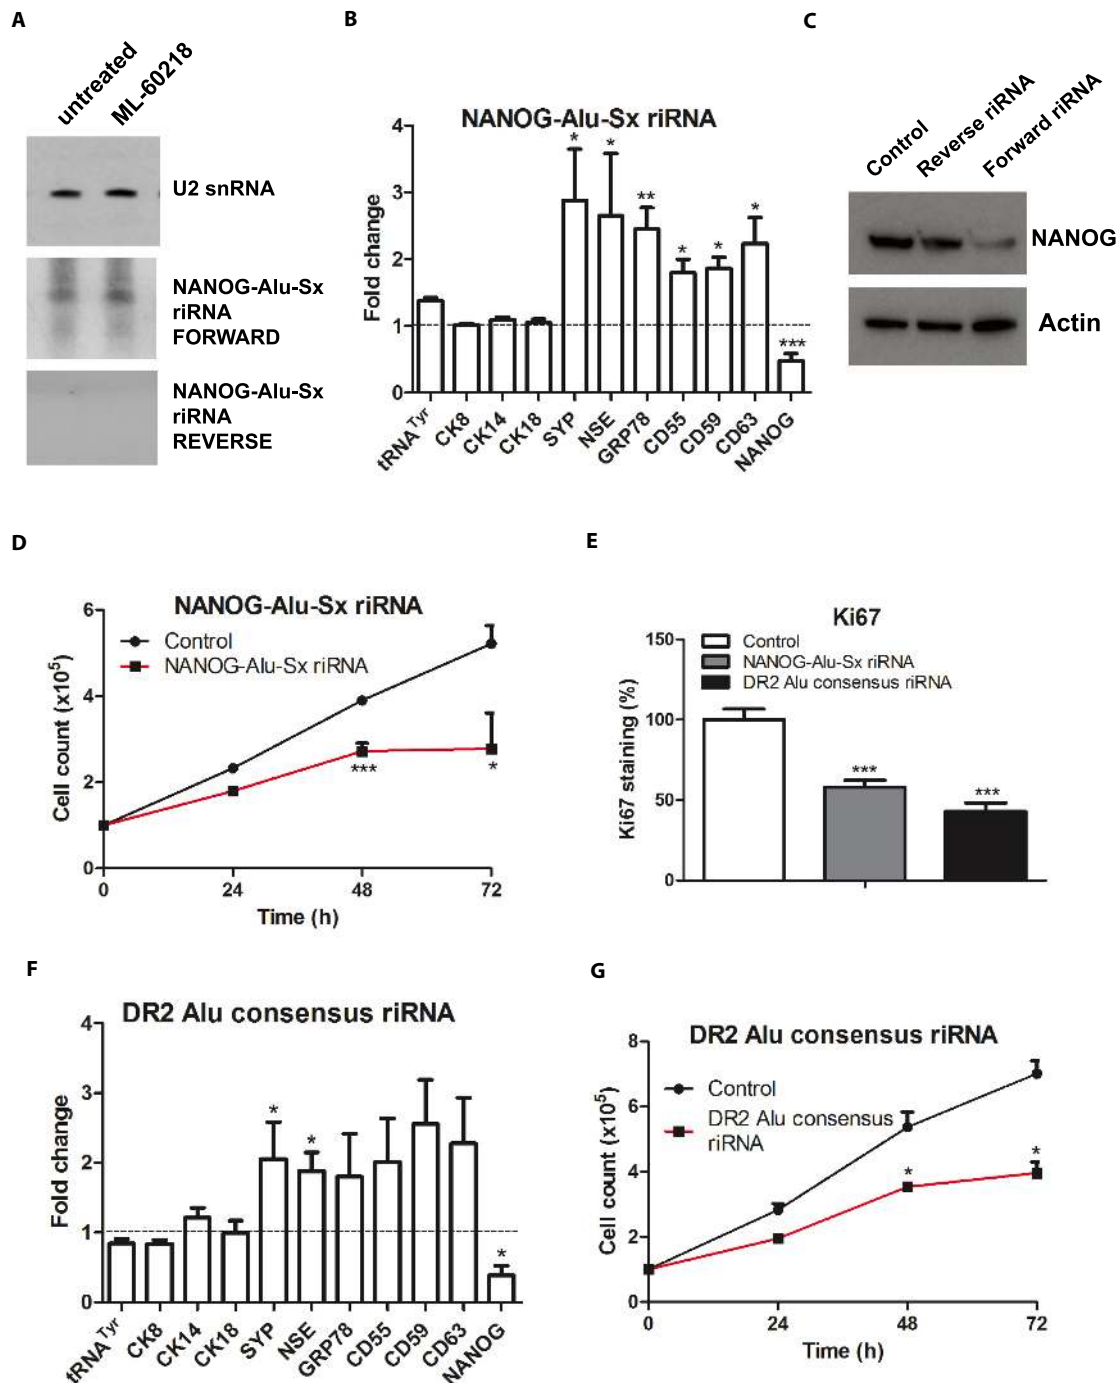 A
untreated
ML-60218
U2 snRNA
NANOG-Alu-Sx
riRNA
FORWARD
NANOG-Alu-Sx
riRNA
REVERSE
B
NANOG-Alu-Sx riRNA
Fold change
4
3
2
1
0
*
*
**
*
*
*
***
tRNATyr
CK8
CK14
CK18
SYP
NSE
GRP78
CD55
CD59
CD63
NANOG
C
Control
Reverse riRNA
Forward riRNA
NANOG
Actin
D
NANOG-Alu-Sx riRNA
Control
NANOG-Alu-Sx riRNA
Cell count (x10⁵)
6
4
2
0
***
*
0
24
48
72
Time (h)
E
Ki67
Control
NANOG-Alu-Sx riRNA
DR2 Alu consensus riRNA
Ki67 staining (%)
150
100
50
0
***
***
F
DR2 Alu consensus riRNA
Fold change
4
3
2
1
0
*
*
*
tRNATyr
CK8
CK14
CK18
SYP
NSE
GRP78
CD55
CD59
CD63
NANOG
G
DR2 Alu consensus riRNA
Control
DR2 Alu consensus
riRNA
Cell count (x10⁵)
8
6
4
2
0
*
*
0
24
48
72
Time (h)